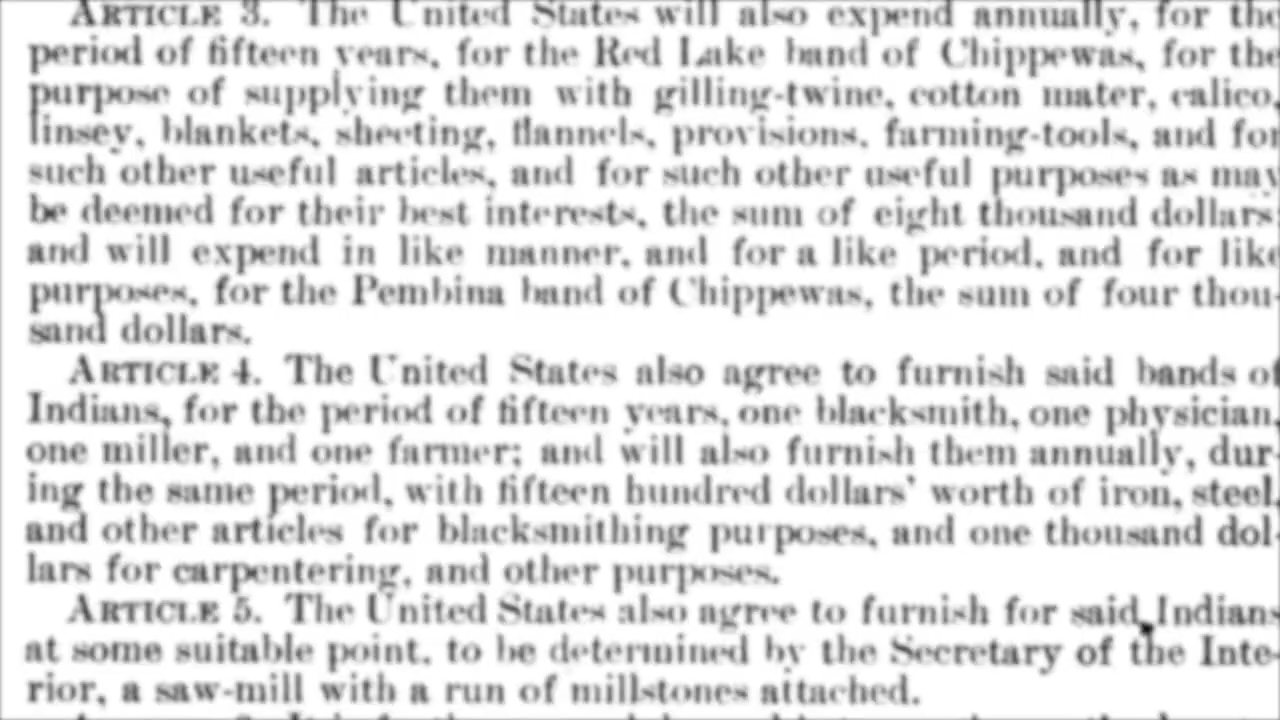 ARTICLE 3. The United States will also expend annually, for the
period of fifteen years, for the Red Lake band of Chippewas, for the
purpose of supplying them with gilling-twine, cotton mater, calico,
linsey, blankets, sheeting, flannels, provisions, farming-tools, and for
such other useful articles, and for such other useful purposes as may
be deemed for their best interests, the sum of eight thousand dollars
and will expend in like manner, and for a like period, and for like
purposes, for the Pembina band of Chippewas, the sum of four thou-
sand dollars.
ARTICLE 4. The United States also agree to furnish said bands of
Indians, for the period of fifteen years, one blacksmith, one physician,
one miller, and one farmer; and will also furnish them annually, dur-
ing the same period, with fifteen hundred dollars' worth of iron, steel,
and other articles for blacksmithing purposes, and one thousand dol-
lars for carpentering, and other purposes.
ARTICLE 5. The United States also agree to furnish for said Indians
at some suitable point, to be determined by the Secretary of the Inte-
rior, a saw-mill with a run of millstones attached.